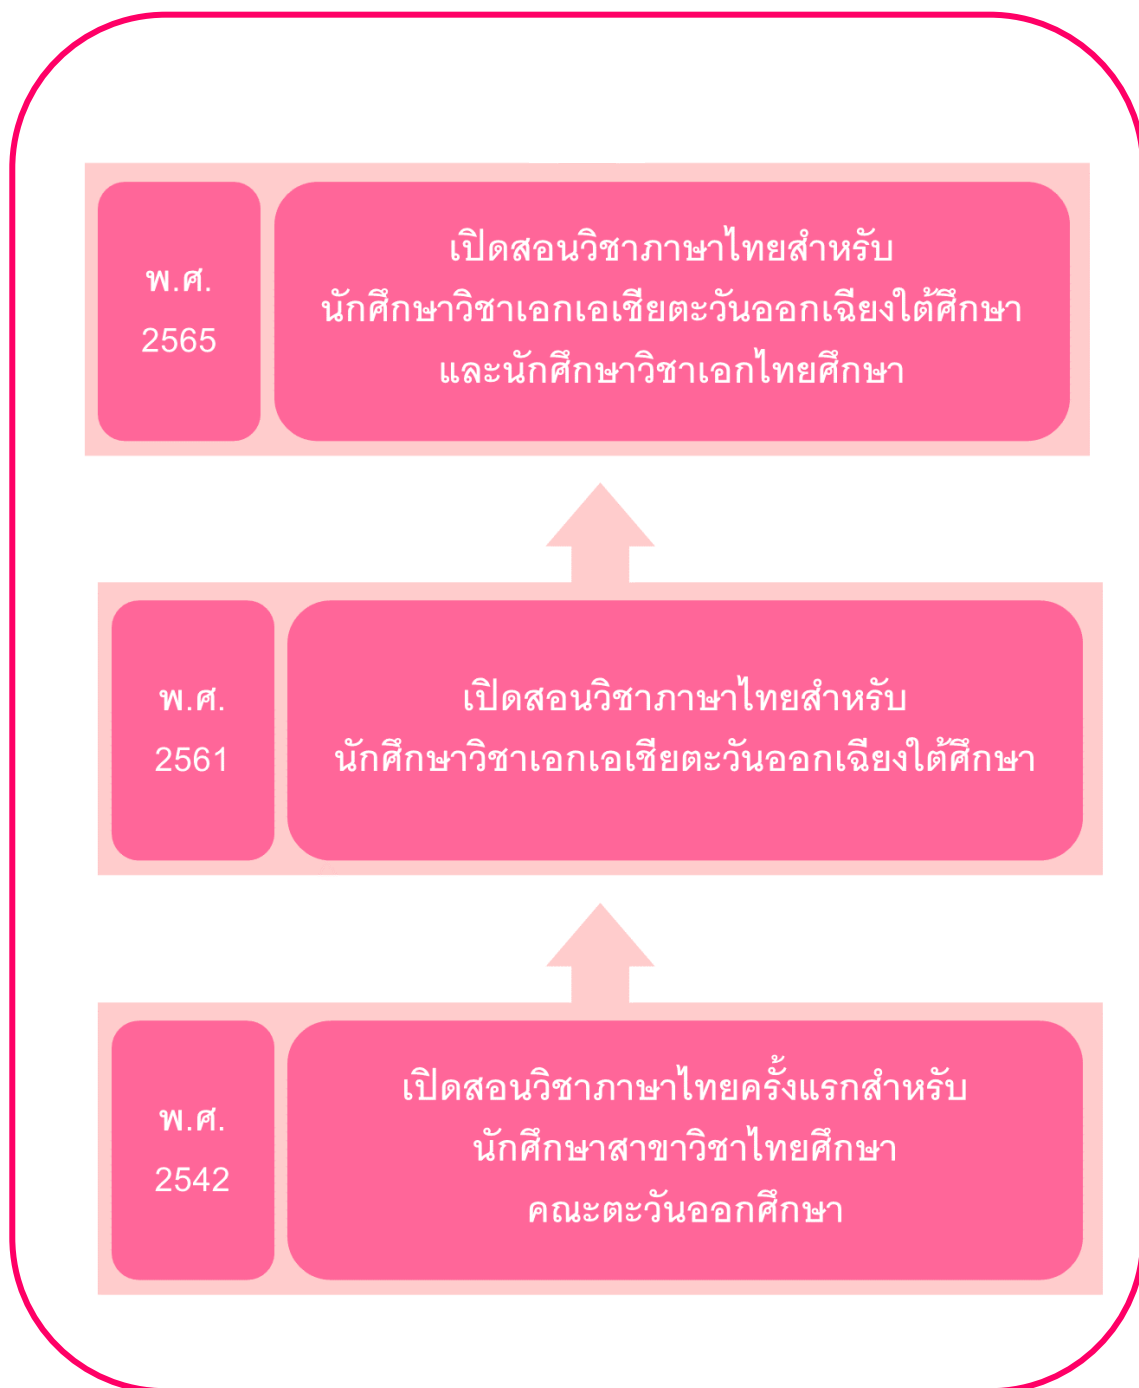 พ.ศ.
2565
เปิดสอนวิชาภาษาไทยสำหรับ
นักศึกษาวิชาเอกเอเชียตะวันออกเฉียงใต้ศึกษา
และนักศึกษาวิชาเอกไทยศึกษา
พ.ศ.
2561
เปิดสอนวิชาภาษาไทยสำหรับ
นักศึกษาวิชาเอกเอเชียตะวันออกเฉียงใต้ศึกษา
พ.ศ.
2542
เปิดสอนวิชาภาษาไทยครั้งแรกสำหรับ
นักศึกษาสาขาวิชาไทยศึกษา
คณะตะวันออกศึกษา